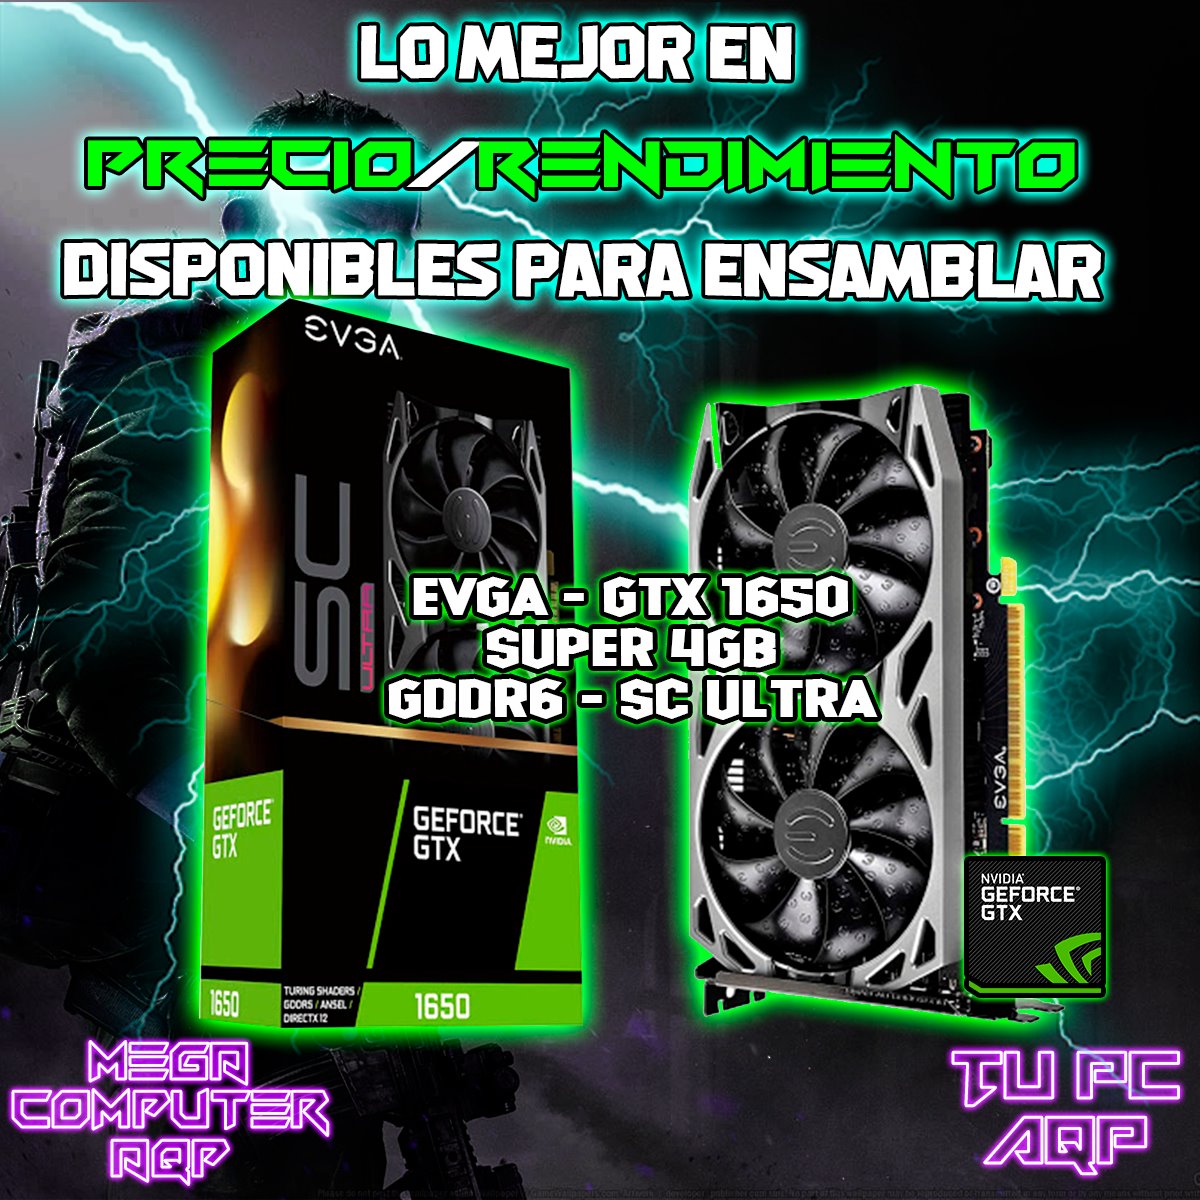 LO MEJOR EN
PRECIO/RENDIMIENTO
DISPONIBLES PARA ENSAMBLAR
EVGA
SC
ULTRA
EVGA - GTX 1650
SUPER 4GB
GDDR6 - SC ULTRA
EVGA
GEFORCE
GTX
GEFORCE®
GTX
NVIDIA
NVIDIA
GEFORCE®
GTX
1650
TURING SHADERS /
GDDR5 / ANSEL /
DIRECTX 12
1650
MEGA
COMPUTER
AQP
TU PC
AQP